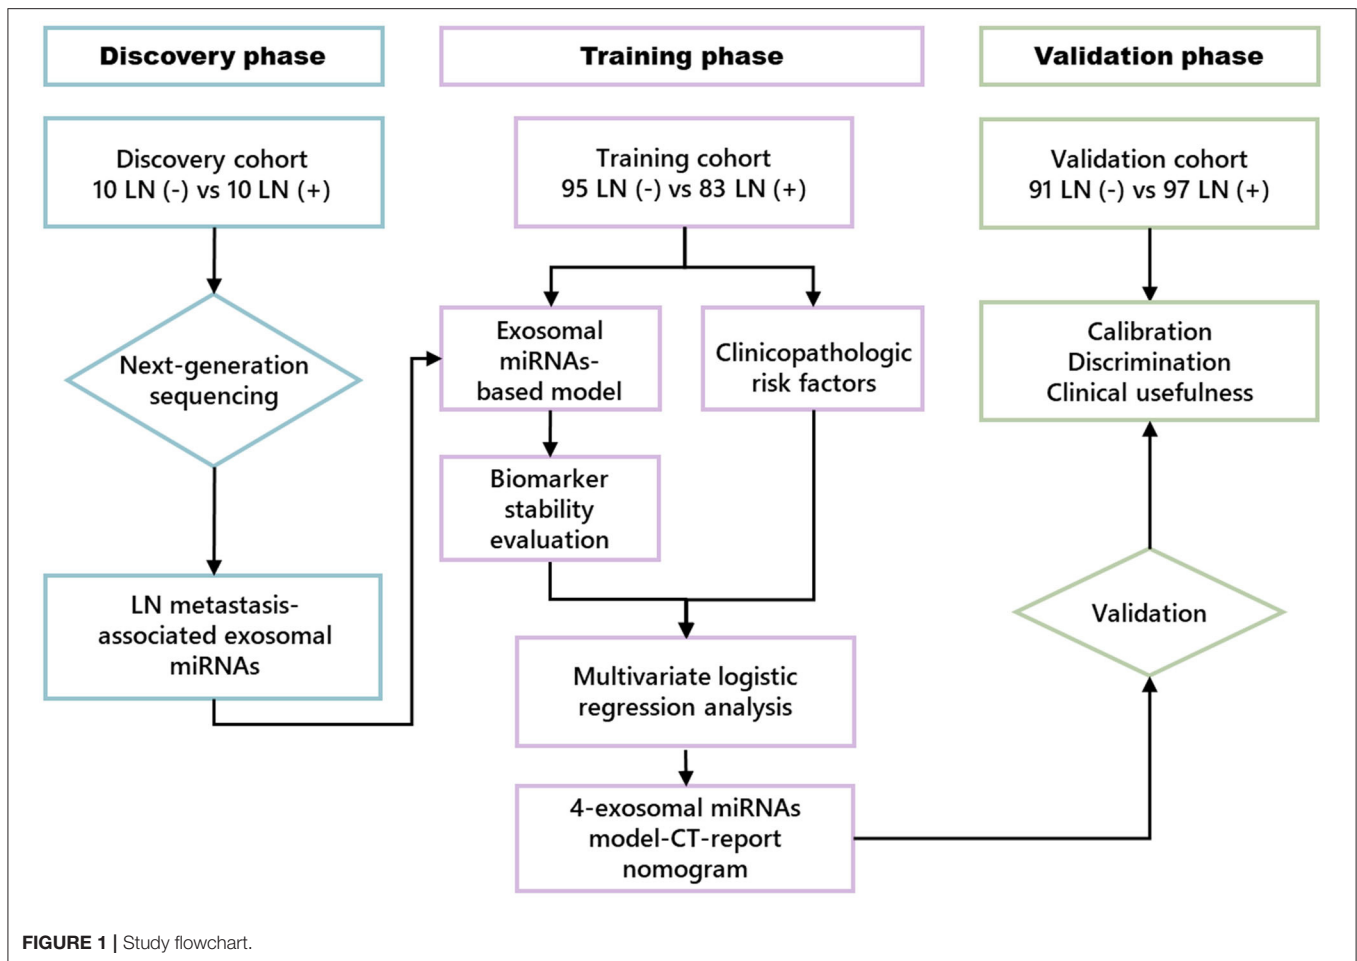 Discovery phase
Training phase
Validation phase
Discovery cohort
10 LN (-) vs 10 LN (+)
Training cohort
95 LN (-) vs 83 LN (+)
Validation cohort
91 LN (-) vs 97 LN (+)
Next-generation
sequencing
Exosomal
miRNAs-
based model
Clinicopathologic
risk factors
Calibration
Discrimination
Clinical usefulness
Biomarker
stability
evaluation
LN metastasis-
associated exosomal
miRNAs
Validation
Multivariate logistic
regression analysis
4-exosomal miRNAs
model-CT-report
nomogram
FIGURE 1 | Study flowchart.